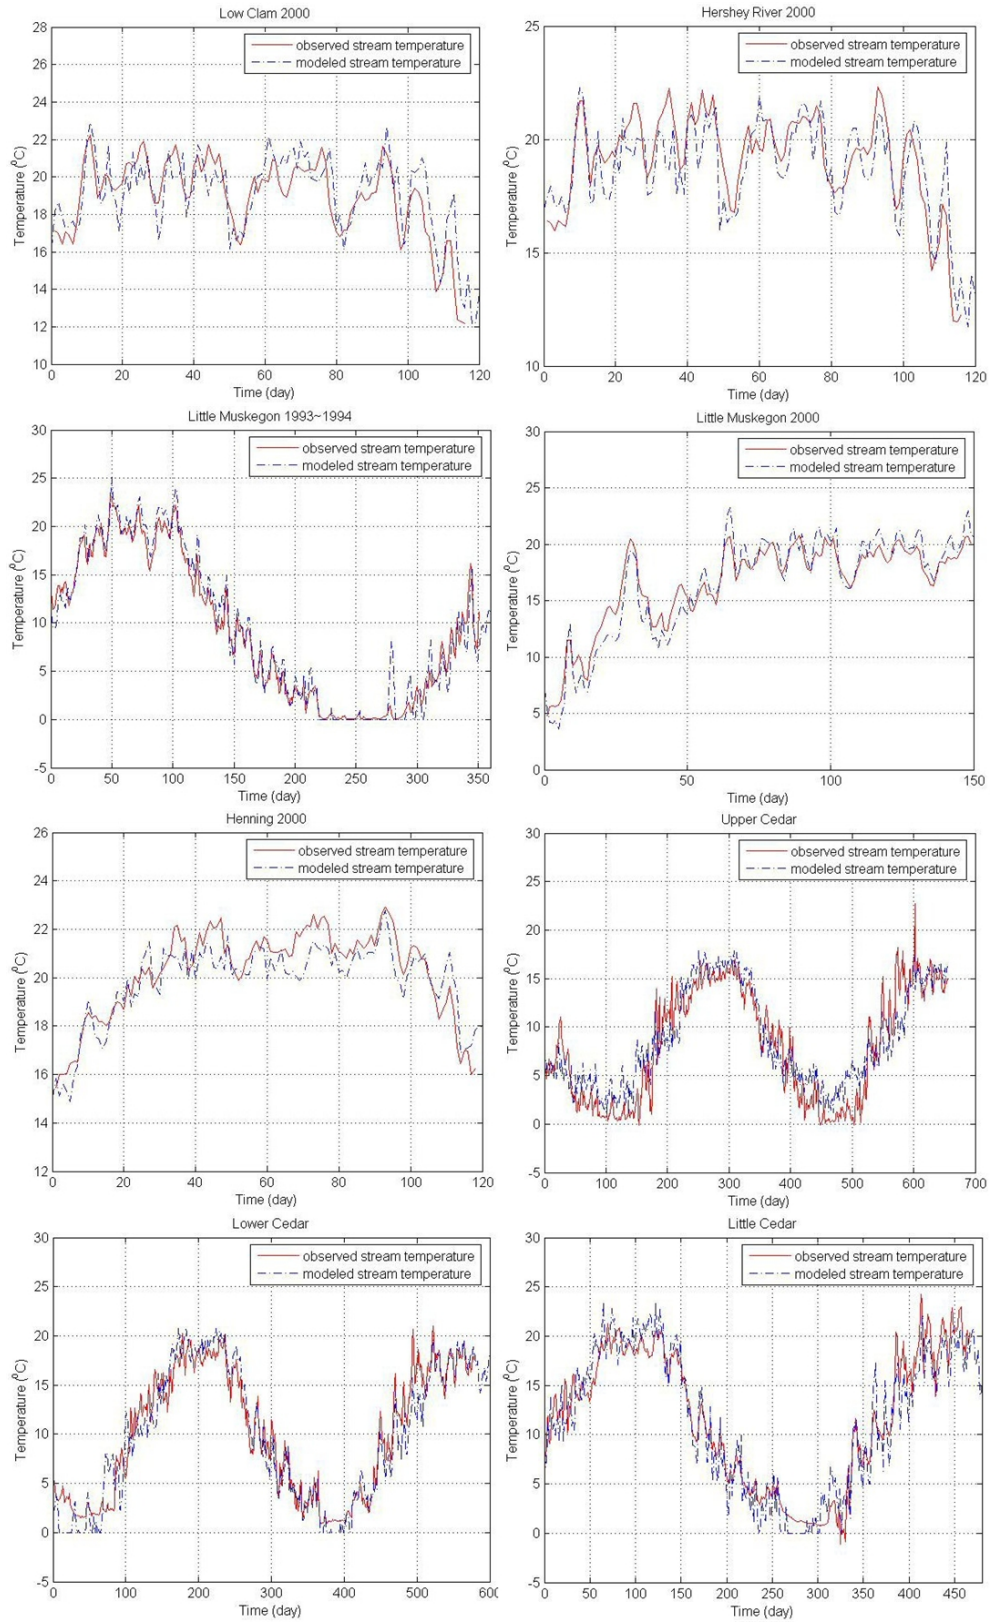 Low Clam 2000
28
26
24
22
20
18
16
14
12
10
Temperature (⁰C)
observed stream temperature
modeled stream temperature
0 20 40 60 80 100 120
Time (day)
Hershey River 2000
25
20
15
10
Temperature (⁰C)
observed stream temperature
modeled stream temperature
0 20 40 60 80 100 120
Time (day)
Little Muskegon 1993~1994
30
25
20
15
10
5
0
-5
Temperature (⁰C)
observed stream temperature
modeled stream temperature
0 50 100 150 200 250 300 350
Time (day)
Little Muskegon 2000
30
25
20
15
10
5
0
Temperature (⁰C)
observed stream temperature
modeled stream temperature
0 50 100 150
Time (day)
Henning 2000
26
24
22
20
18
16
14
12
Temperature (⁰C)
observed stream temperature
modeled stream temperature
0 20 40 60 80 100 120
Time (day)
Upper Cedar
30
25
20
15
10
5
0
-5
Temperature (⁰C)
observed stream temperature
modeled stream temperature
0 100 200 300 400 500 600 700
Time (day)
Lower Cedar
30
25
20
15
10
5
0
-5
Temperature (⁰C)
observed stream temperature
modeled stream temperature
0 100 200 300 400 500 600
Time (day)
Little Cedar
30
25
20
15
10
5
0
-5
Temperature (⁰C)
observed stream temperature
modeled stream temperature
0 50 100 150 200 250 300 350 400 450
Time (day)